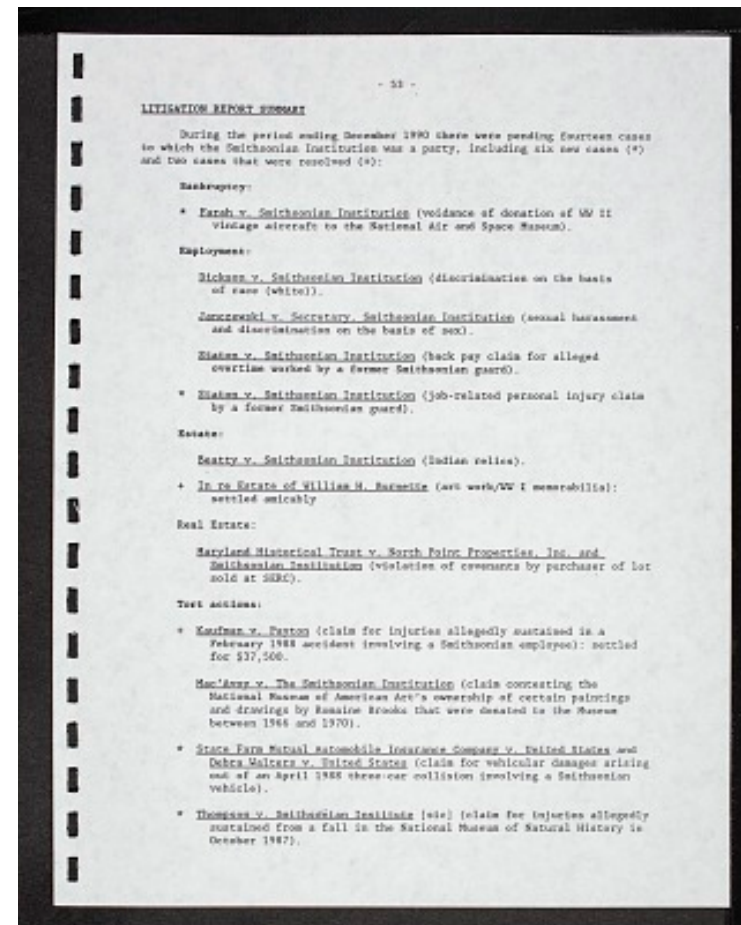 - 53 -
LITIGATION REPORT SUMMARY
During the period ending December 1990 there were pending fourteen cases
to which the Smithsonian Institution was a party, including six new cases (*)
and two cases that were resolved (+):
Bankruptcy:
* Farah v. Smithsonian Institution (voidance of donation of WW II
vintage aircraft to the National Air and Space Museum).
Employment:
Dickson v. Smithsonian Institution (discrimination on the basis
of race (white)).
Janczewski v. Secretary, Smithsonian Institution (sexual harassment
and discrimination on the basis of sex).
v. Smithsonian Institution (back pay claim for alleged
overtime worked by a former Smithsonian guard).
* v. Smithsonian Institution (job-related personal injury claim
by a former Smithsonian guard).
Estate:
Beatty v. Smithsonian Institution (Indian relics).
+ In re Estate of William H. (art work/WW I memorabilia):
settled amicably
Real Estate:
Maryland Historical Trust v. North Point Properties, Inc. and
Smithsonian Institution (violation of covenants by purchaser of lot
sold at SERC).
Tort actions:
+ Kaufman v. Payton (claim for injuries allegedly sustained in a
February 1988 accident involving a Smithsonian employee): settled
for $37,500.
v. The Smithsonian Institution (claim contesting the
National Museum of American Art's ownership of certain paintings
and drawings by Romaine Brooks that were donated to the Museum
between 1966 and 1970).
* State Farm Mutual Automobile Insurance Company v. United States and
Debra Walters v. United States (claim for vehicular damages arising
out of an April 1988 three-car collision involving a Smithsonian
vehicle).
* Thompson v. Smithsonian Institute [sic] (claim for injuries allegedly
sustained from a fall in the National Museum of Natural History in
October 1987).